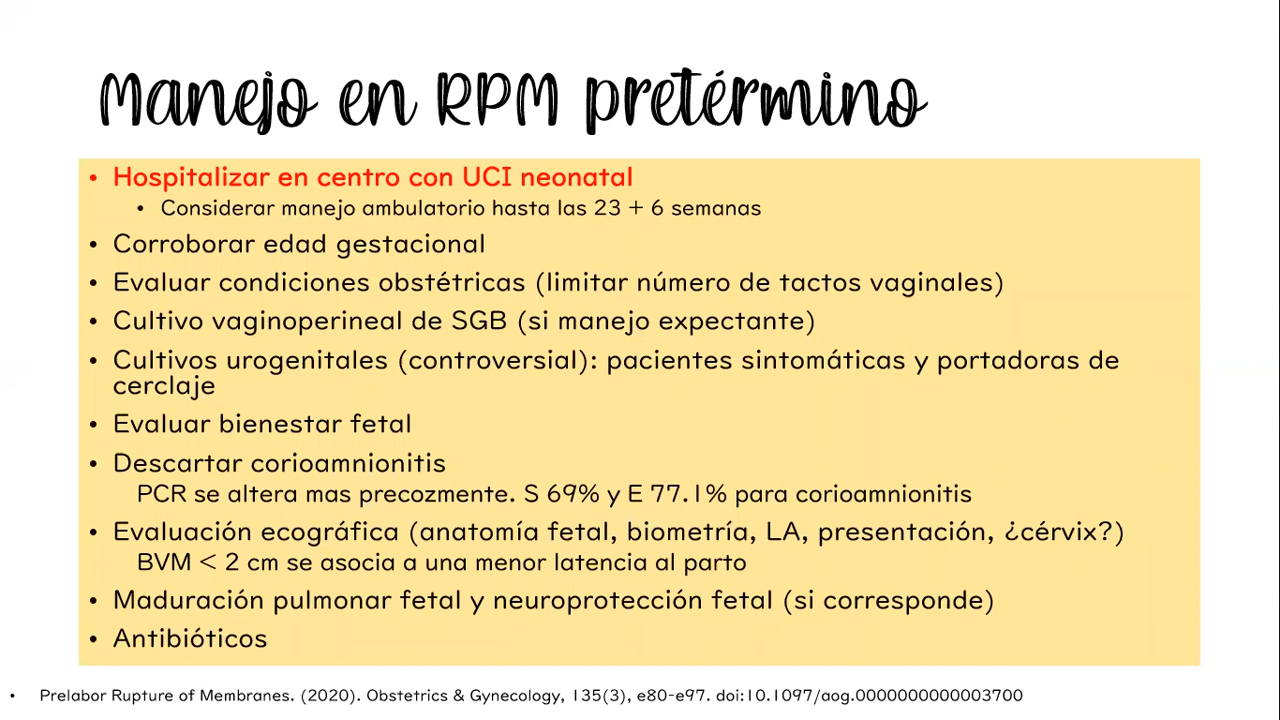 Manejo en RPM pretérmino
• Hospitalizar en centro con UCI neonatal
• Considerar manejo ambulatorio hasta las 23 + 6 semanas
• Corroborar edad gestacional
• Evaluar condiciones obstétricas (limitar número de tactos vaginales)
• Cultivo vaginoperineal de SGB (si manejo expectante)
• Cultivos urogenitales (controversial): pacientes sintomáticas y portadoras de
cerclaje
• Evaluar bienestar fetal
• Descartar corioamnionitis
PCR se altera mas precozmente. S 69% y E 77.1% para corioamnionitis
• Evaluación ecográfica (anatomía fetal, biometría, LA, presentación, ¿cérvix?)
BVM < 2 cm se asocia a una menor latencia al parto
• Maduración pulmonar fetal y neuroprotección fetal (si corresponde)
• Antibióticos
• Prelabor Rupture of Membranes. (2020). Obstetrics & Gynecology, 135(3), e80-e97. doi:10.1097/aog.0000000000003700